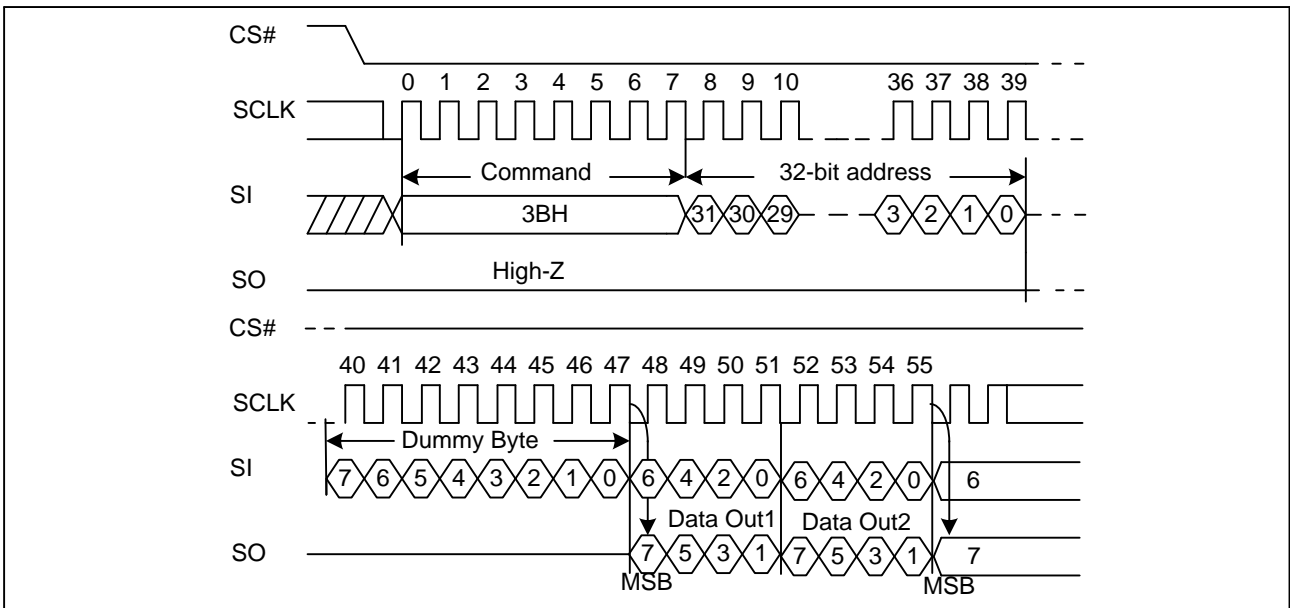 CS#
0 1 2 3 4 5 6 7 8 9 10 36 37 38 39
SCLK
Command 32-bit address
SI
3BH 31 30 29 3 2 1 0
High-Z
SO
CS#
40 41 42 43 44 45 46 47 48 49 50 51 52 53 54 55
SCLK
Dummy Byte
SI 7 6 5 4 3 2 1 0 6 4 2 0 6 4 2 0 6
Data Out1 Data Out2
SO 7 5 3 1 7 5 3 1 7
MSB MSB